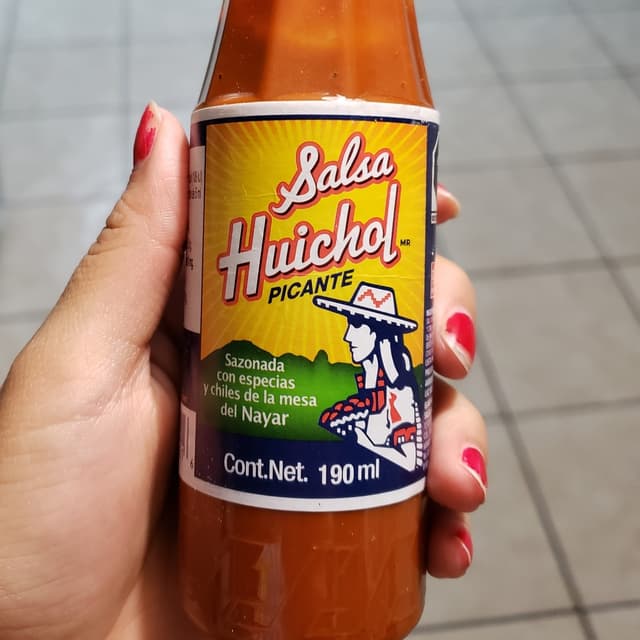 Salsa
Huichol MR
PICANTE
Sazonada
con especias
y chiles de la mesa
del Nayar
Cont.Net. 190 ml